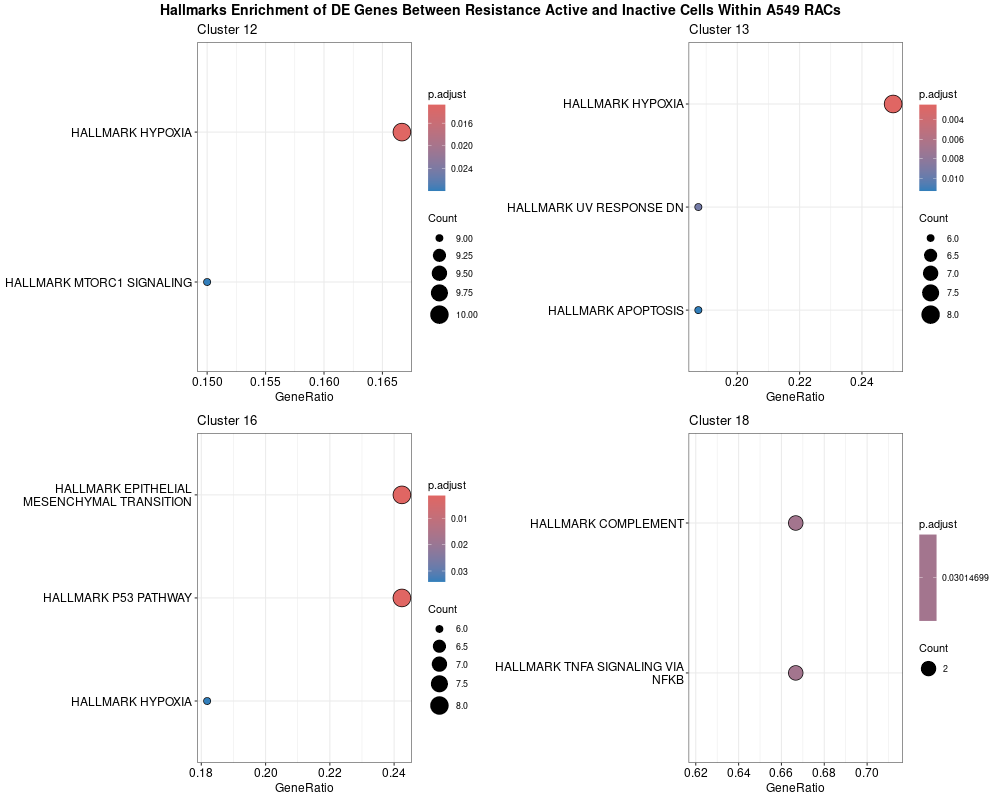 Hallmarks Enrichment of DE Genes Between Resistance Active and Inactive Cells Within A549 RACs
Cluster 12
HALLMARK HYPOXIA
HALLMARK MTORC1 SIGNALING
0.150 0.155 0.160 0.165
GeneRatio
p.adjust
0.016
0.020
0.024
Count
9.00
9.25
9.50
9.75
10.00
Cluster 13
HALLMARK HYPOXIA
HALLMARK UV RESPONSE DN
HALLMARK APOPTOSIS
0.20 0.22 0.24
GeneRatio
p.adjust
0.004
0.006
0.008
0.010
Count
6.0
6.5
7.0
7.5
8.0
Cluster 16
HALLMARK EPITHELIAL
MESENCHYMAL TRANSITION
HALLMARK P53 PATHWAY
HALLMARK HYPOXIA
0.18 0.20 0.22 0.24
GeneRatio
p.adjust
0.01
0.02
0.03
Count
6.0
6.5
7.0
7.5
8.0
Cluster 18
HALLMARK COMPLEMENT
HALLMARK TNFA SIGNALING VIA
NFKB
0.62 0.64 0.66 0.68 0.70
GeneRatio
p.adjust
0.03014699
Count
2